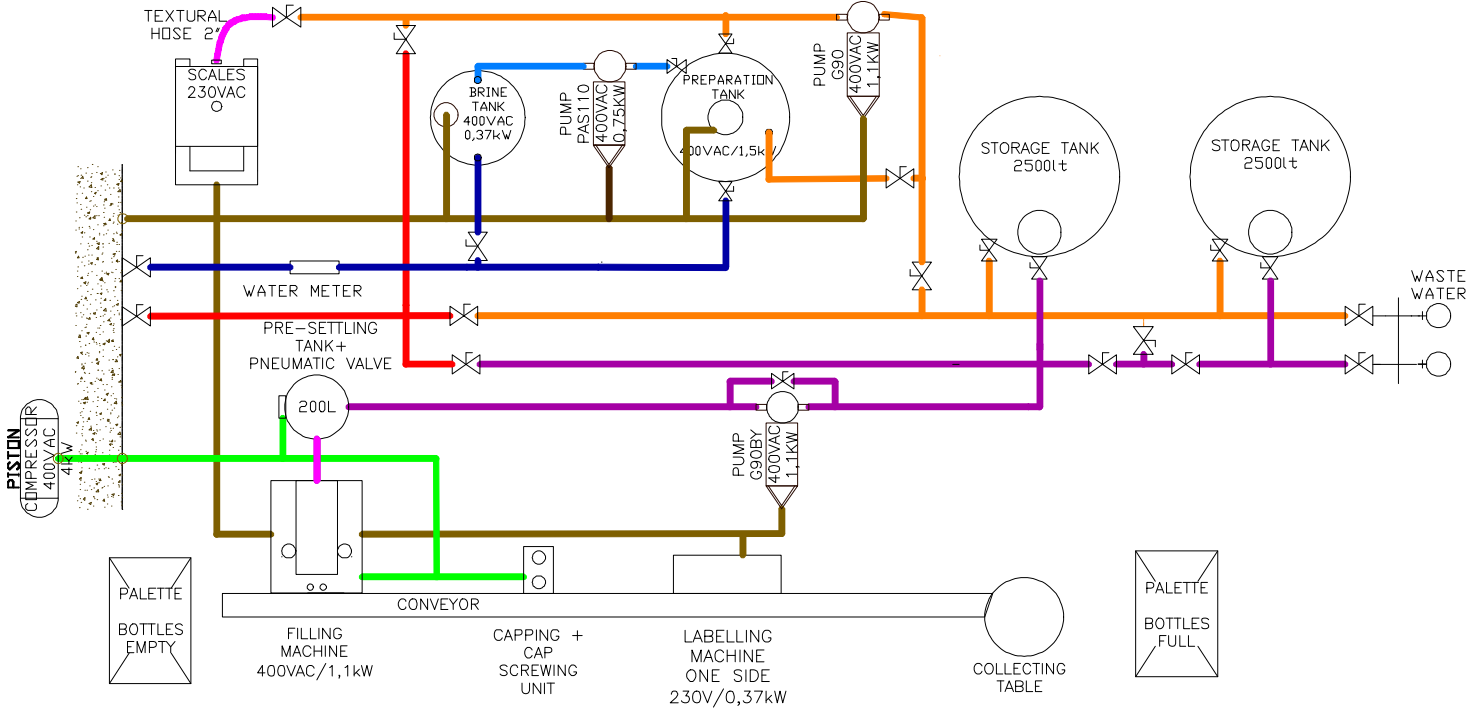 TEXTURAL
HOSE 2"
SCALES
230VAC
BRINE
TANK
400VAC
0,37kW
PUMP
PAS110
400VAC
0,75KW
PREPARATION
TANK
400VAC/1,5kW
PUMP
G90
400VAC
1,1KW
STORAGE TANK
2500lt
STORAGE TANK
2500lt
WATER METER
WASTE
WATER
PRE-SETTLING
TANK+
PNEUMATIC VALVE
200L
PISTON
COMPRESSOR
400VAC
4KW
PUMP
G90BY
400VAC
1,1KW
PALETTE
BOTTLES
EMPTY
CONVEYOR
FILLING
MACHINE
400VAC/1,1kW
CAPPING +
CAP
SCREWING
UNIT
LABELLING
MACHINE
ONE SIDE
230V/0,37kW
COLLECTING
TABLE
PALETTE
BOTTLES
FULL